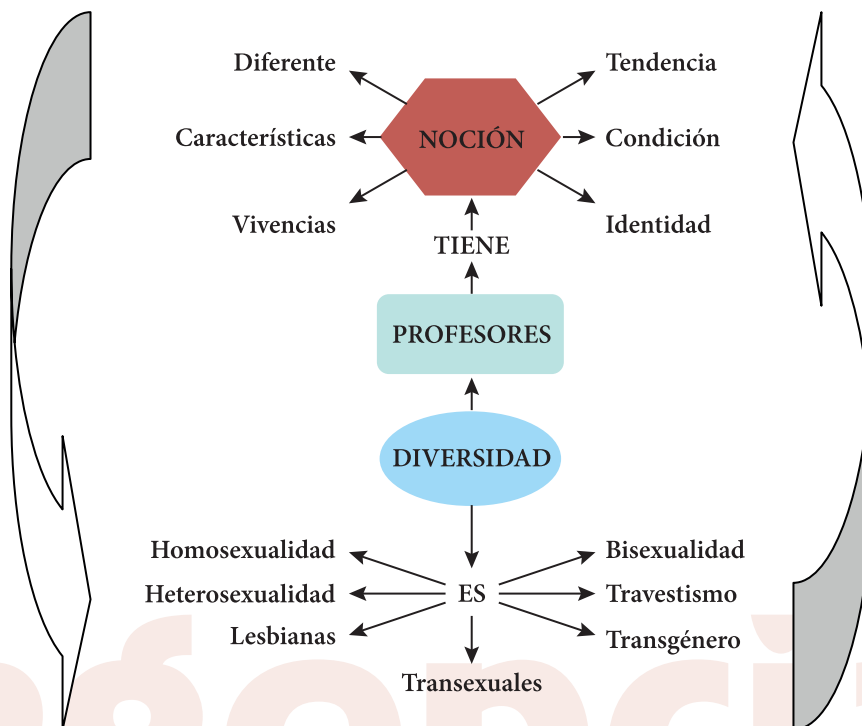 Diferente
Tendencia
Características
NOCIÓN
Condición
Vivencias
Identidad
TIENE
PROFESORES
DIVERSIDAD
Homosexualidad
Bisexualidad
Heterosexualidad
ES
Travestismo
Lesbianas
Transgénero
Transexuales